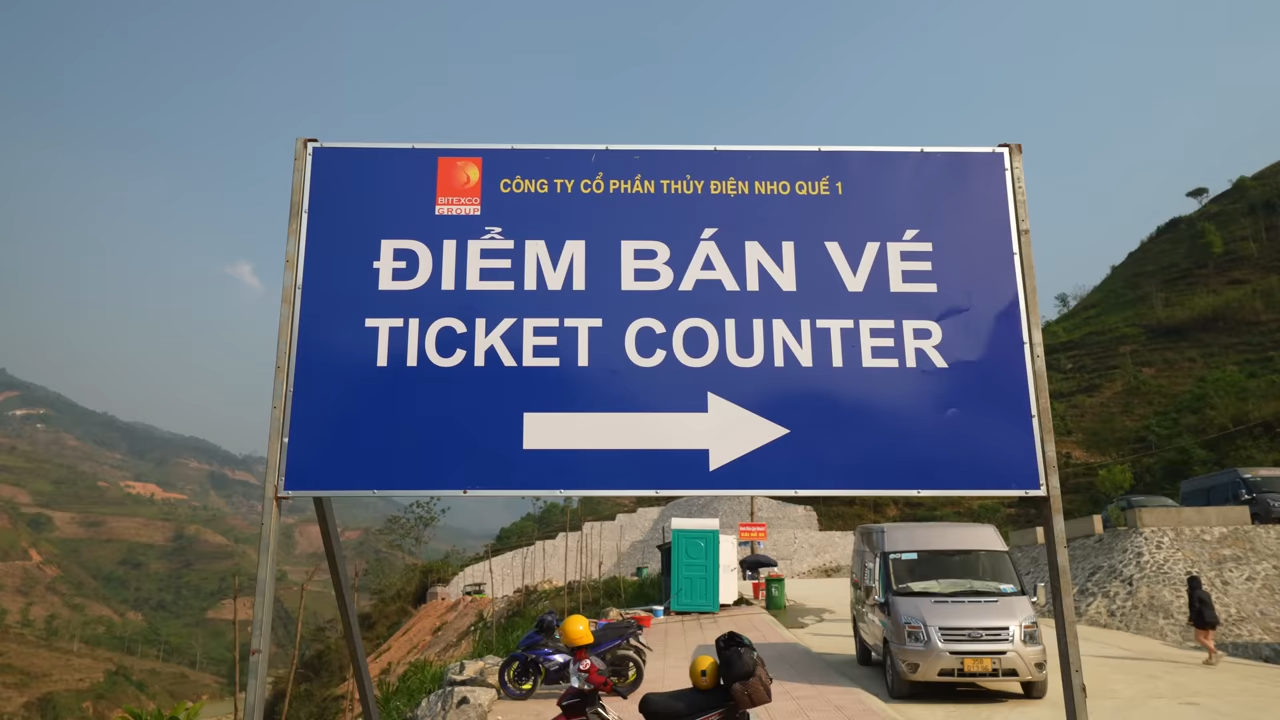 BITEXCO
GROUP
CÔNG TY CỔ PHẦN THỦY ĐIỆN NHO QUẾ 1
ĐIỂM BÁN VÉ
TICKET COUNTER